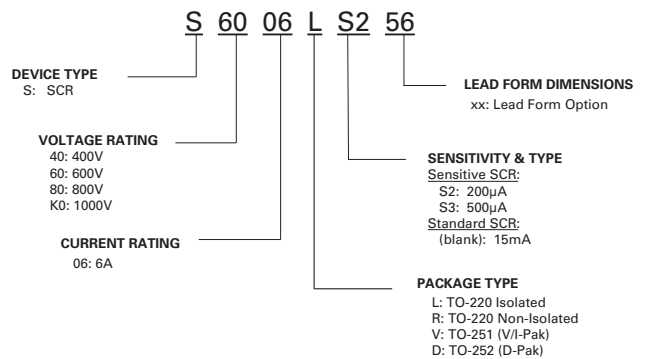 S 60 06 L S2 56
DEVICE TYPE
S: SCR
VOLTAGE RATING
40: 400V
60: 600V
80: 800V
K0: 1000V
CURRENT RATING
06: 6A
LEAD FORM DIMENSIONS
xx: Lead Form Option
SENSITIVITY & TYPE
Sensitive SCR:
S2: 200µA
S3: 500µA
Standard SCR:
(blank): 15mA
PACKAGE TYPE
L: TO-220 Isolated
R: TO-220 Non-Isolated
V: TO-251 (V/I-Pak)
D: TO-252 (D-Pak)